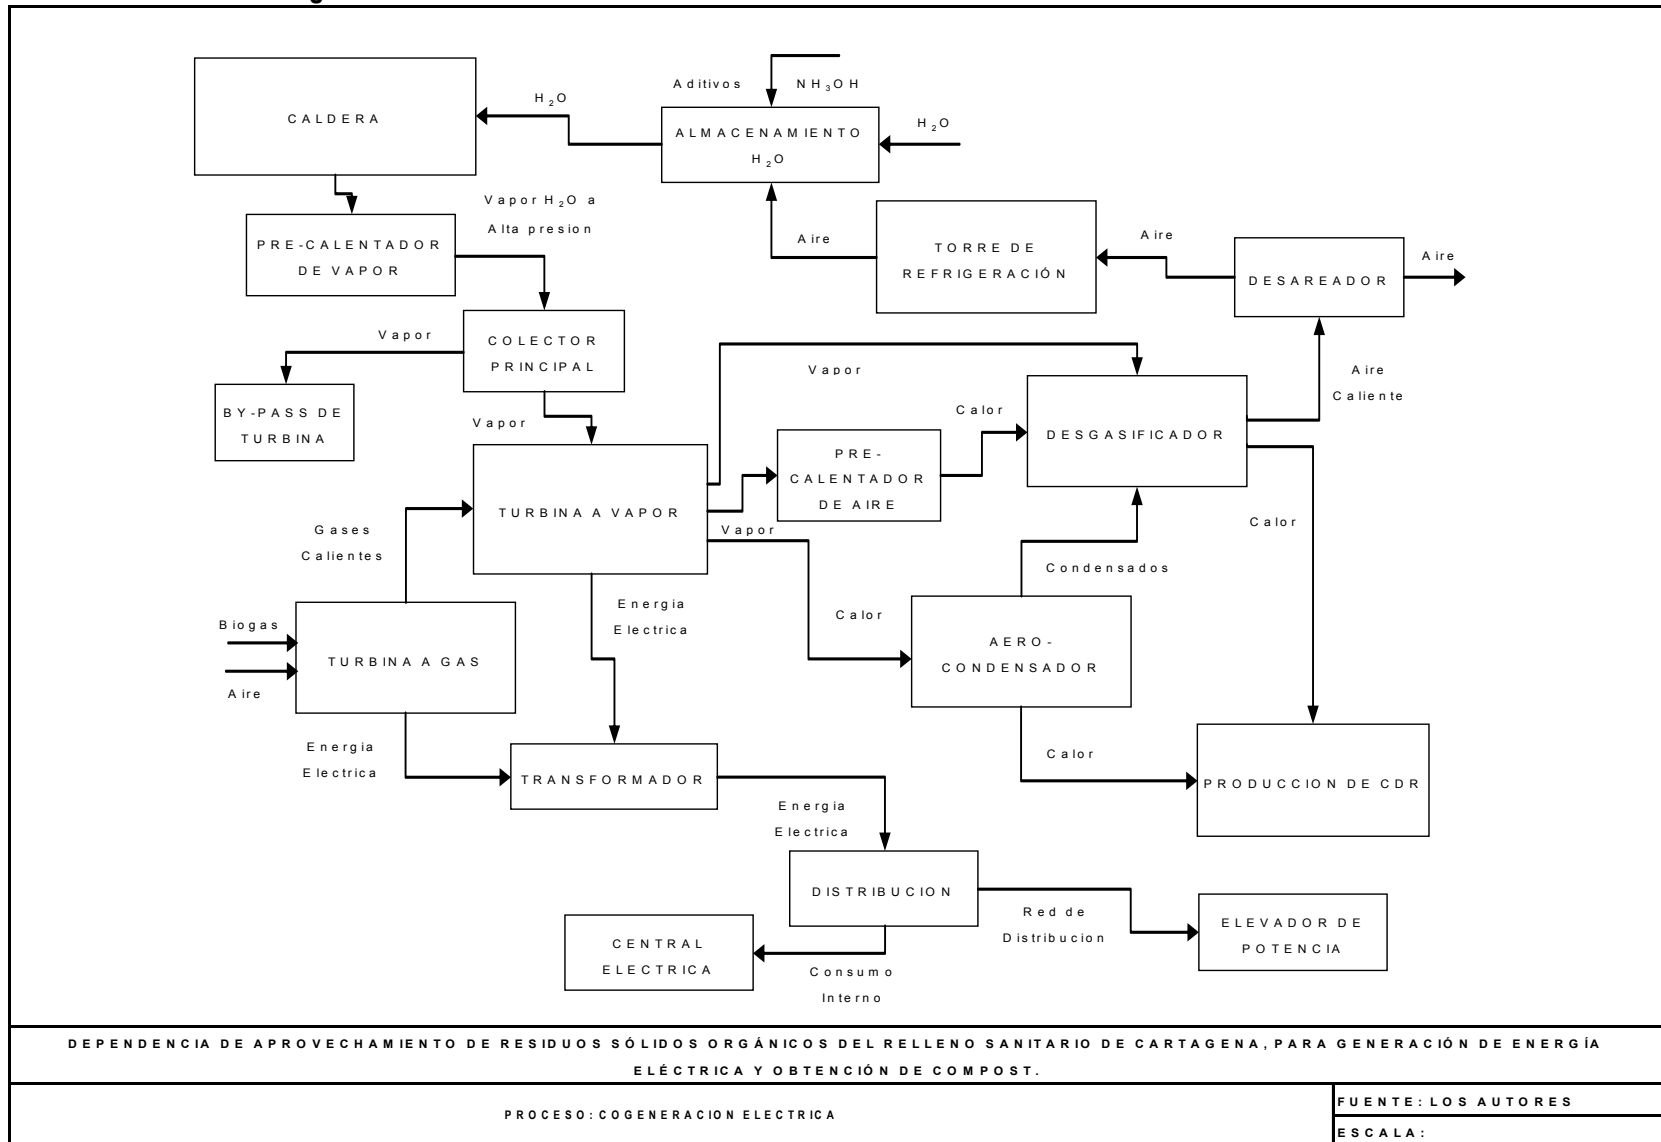 Aditivos
NH3OH
H2O
CALDERA
ALMACENAMIENTO
H2O
H2O
Vapor H2O a
Alta presion
PRE-CALENTADOR
DE VAPOR
Aire
TORRE DE
REFRIGERACIÓN
Aire
DESAREADOR
Aire
Vapor
COLECTOR
PRINCIPAL
Vapor
Aire
Caliente
BY-PASS DE
TURBINA
Vapor
Calor
DESGASIFICADOR
PRE-
CALENTADOR
DE AIRE
TURBINA A VAPOR
Vapor
Calor
Gases
Calientes
Condensados
Energia
Electrica
Calor
Biogas
TURBINA A GAS
Aire
AERO-
CONDENSADOR
Energia
Electrica
TRANSFORMADOR
Calor
PRODUCCION DE CDR
Energia
Electrica
DISTRIBUCION
Red de
Distribucion
ELEVADOR DE
POTENCIA
CENTRAL
ELECTRICA
Consumo
Interno
DEPENDENCIA DE APROVECHAMIENTO DE RESIDUOS SÓLIDOS ORGÁNICOS DEL RELLENO SANITARIO DE CARTAGENA, PARA GENERACIÓN DE ENERGÍA
ELÉCTRICA Y OBTENCIÓN DE COMPOST.
PROCESO: COGENERACION ELECTRICA
FUENTE: LOS AUTORES
ESCALA: